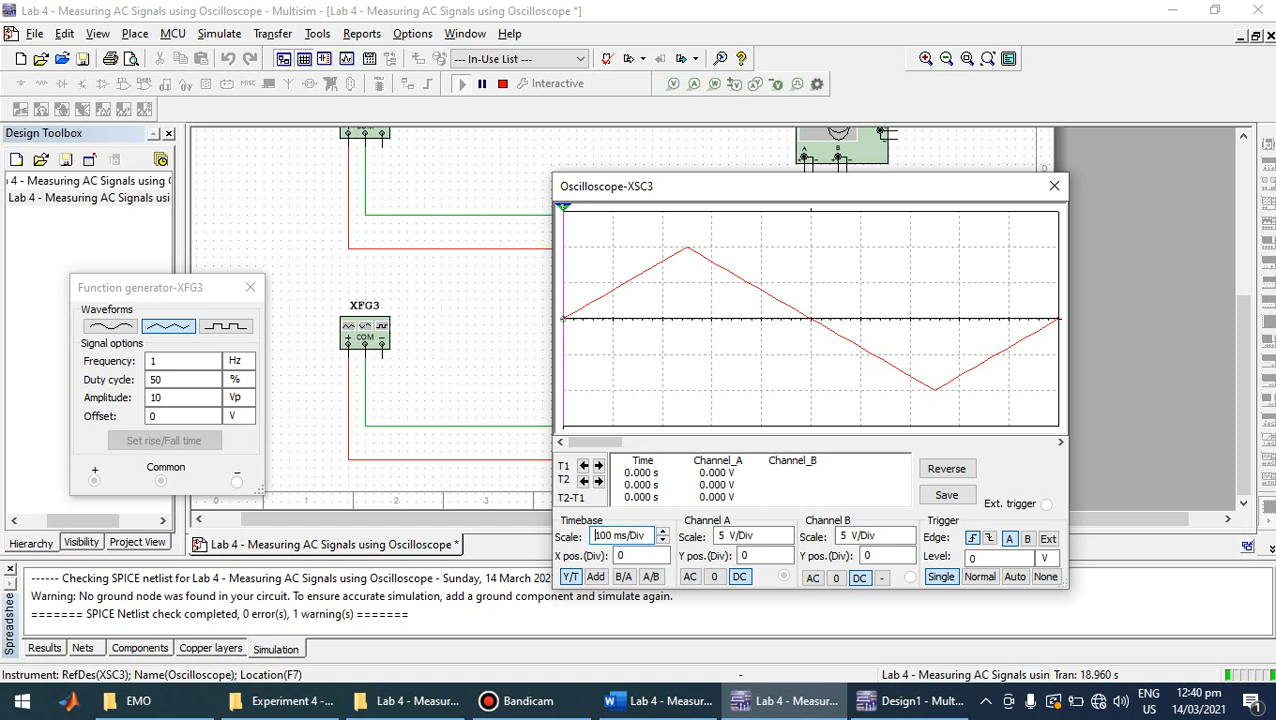 Lab 4 - Measuring AC Signals using Oscilloscope - Multisim - [Lab 4 - Measuring AC Signals using Oscilloscope *]
File Edit View Place MCU Simulate Transfer Tools Reports Options Window Help
--- In-Use List ---
MISC
Interactive
Design Toolbox
4 - Measuring AC Signals using O
Lab 4 - Measuring AC Signals usi
A B
D
Oscilloscope-XSC3
Function generator-XFG3
Waveforms
Signal options
Frequency: 1 Hz
Duty cycle: 50 %
Amplitude: 10 Vp
Offset: 0 V
Set rise/Fall time
+ Common -
XFG3
COM
0 1 2 3 4
Time Channel_A Channel_B
T1 0.000 s 0.000 V
T2 0.000 s 0.000 V
T2-T1 0.000 s 0.000 V
Reverse
Save
Ext. trigger
Timebase
Scale: 100 ms/Div
X pos.(Div): 0
Y/T Add B/A A/B
Channel A
Scale: 5 V/Div
Y pos.(Div): 0
AC 0 DC
Channel B
Scale: 5 V/Div
Y pos.(Div): 0
AC 0 DC -
Trigger
Edge: A B Ext
Level: 0 V
Single Normal Auto None
Hierarchy Visibility Project View
Lab 4 - Measuring AC Signals using Oscilloscope *
Spreadshee
------ Checking SPICE netlist for Lab 4 - Measuring AC Signals using Oscilloscope - Sunday, 14 March 202
Warning: No ground node was found in your circuit. To ensure accurate simulation, add a ground component and simulate again.
======= SPICE Netlist check completed, 0 error(s), 1 warning(s) =======
Results Nets Components Copper layers Simulation
Instrument: RefDes(XSC3); Name(Oscilloscope); Location(F7)
-
Lab 4 - Measuring AC Signals usin Tran: 18.960 s
EMO
Experiment 4 -...
Lab 4 - Measur...
Bandicam
Lab 4 - Measur...
Lab 4 - Measur...
Design1 - Mult...
ENG
US
12:40 pm
14/03/2021
1